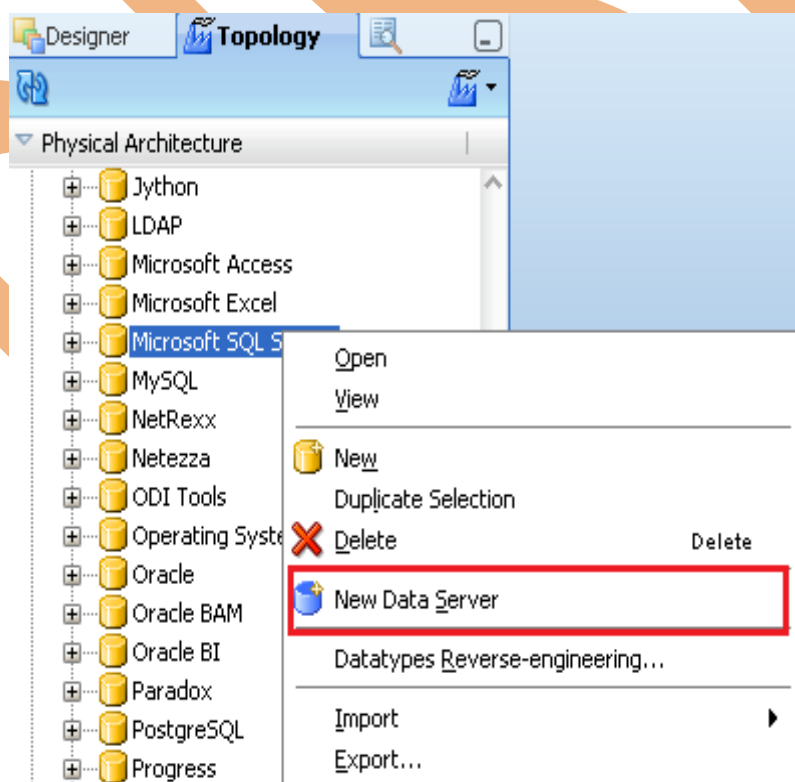 Designer
Topology
Physical Architecture
Jython
LDAP
Microsoft Access
Microsoft Excel
Microsoft SQL S
MySQL
NetRexx
Netezza
ODI Tools
Operating Syst
Oracle
Oracle BAM
Oracle BI
Paradox
PostgreSQL
Progress
Open
View
New
Duplicate Selection
Delete Delete
New Data Server
Datatypes Reverse-engineering...
Import
Export...